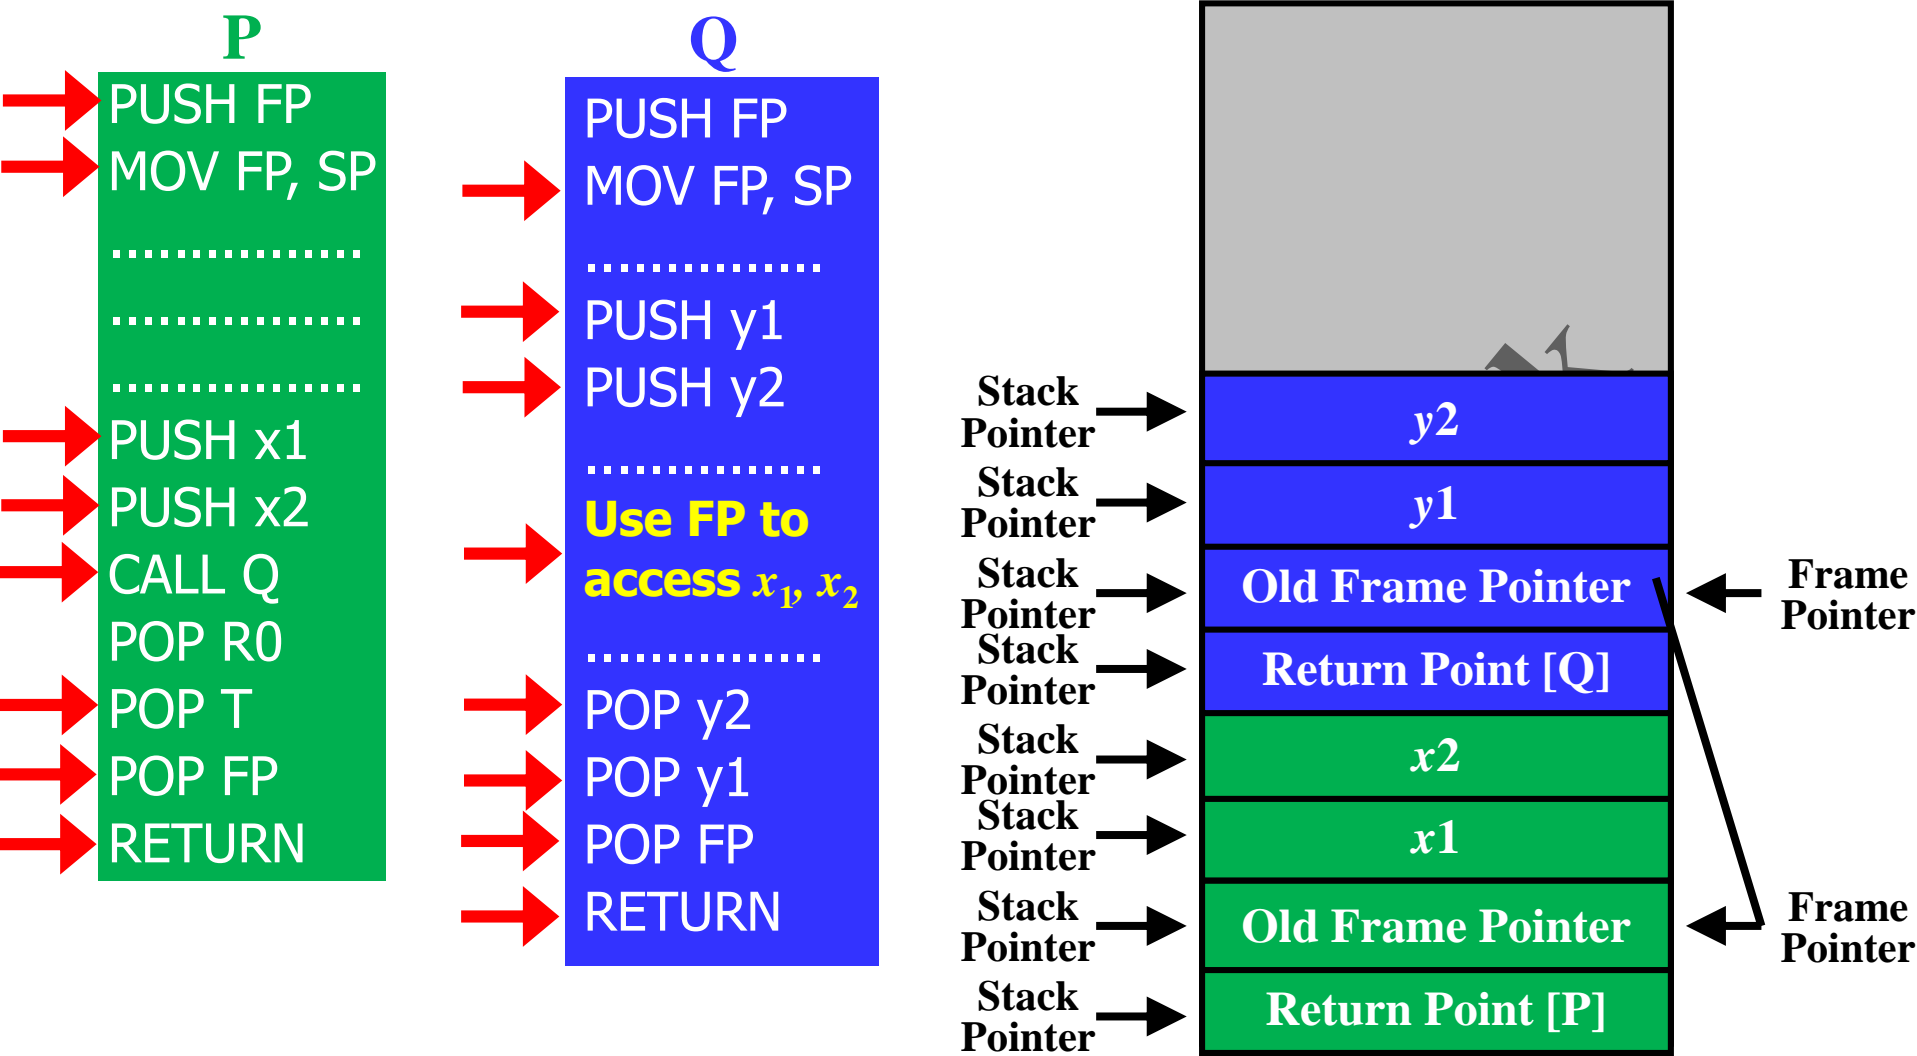 P
PUSH FP
MOV FP, SP
...............
...............
...............
PUSH x1
PUSH x2
CALL Q
POP R0
POP T
POP FP
RETURN
Q
PUSH FP
MOV FP, SP
...............
PUSH y1
PUSH y2
...............
Use FP to
access x1, x2
...............
POP y2
POP y1
POP FP
RETURN
Stack
Pointer
y2
Stack
Pointer
y1
Stack
Pointer
Old Frame Pointer
Frame
Pointer
Stack
Pointer
Return Point [Q]
Stack
Pointer
x2
Stack
Pointer
x1
Stack
Pointer
Old Frame Pointer
Frame
Pointer
Stack
Pointer
Return Point [P]